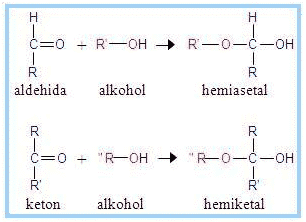 H H
C=O + R'—OH → R'—O—C—OH
R R
aldehida alkohol hemiasetal
R R
C=O + "R—OH → "R—O—C—OH
R' R'
keton alkohol hemiketal